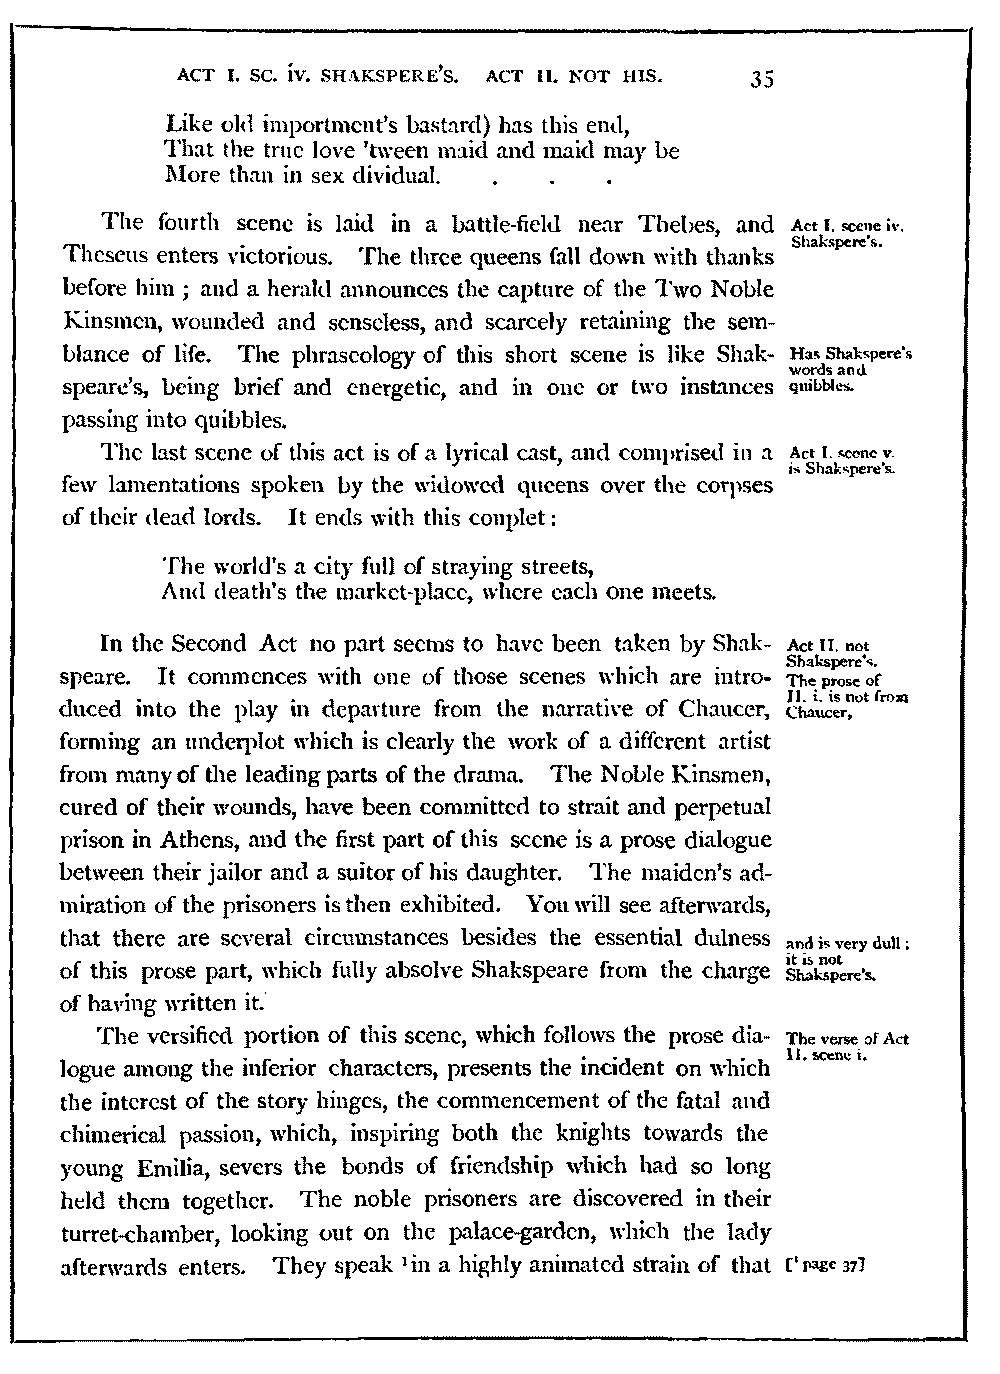 ACT I. SC. iv. SHAKSPERE'S. ACT II. NOT HIS. 35
Like old importment's bastard) has this end,
That the true love 'tween maid and maid may be
More than in sex dividual. . . .
The fourth scene is laid in a battle-field near Thebes, and
Act I. scene iv.
Shakspere's.
Theseus enters victorious. The three queens fall down with thanks
before him ; and a herald announces the capture of the Two Noble
Kinsmen, wounded and senseless, and scarcely retaining the sem-
blance of life. The phraseology of this short scene is like Shak-
Has Shakspere's
words and
quibbles.
speare's, being brief and energetic, and in one or two instances
passing into quibbles.
The last scene of this act is of a lyrical cast, and comprised in a
Act I. scene v.
is Shakspere's.
few lamentations spoken by the widowed queens over the corpses
of their dead lords. It ends with this couplet :
The world's a city full of straying streets,
And death's the market-place, where each one meets.
In the Second Act no part seems to have been taken by Shak-
Act II. not
Shakspere's.
speare. It commences with one of those scenes which are intro-
The prose of
II. i. is not from
Chaucer,
duced into the play in departure from the narrative of Chaucer,
forming an underplot which is clearly the work of a different artist
from many of the leading parts of the drama. The Noble Kinsmen,
cured of their wounds, have been committed to strait and perpetual
prison in Athens, and the first part of this scene is a prose dialogue
between their jailor and a suitor of his daughter. The maiden's ad-
miration of the prisoners is then exhibited. You will see afterwards,
that there are several circumstances besides the essential dulness
and is very dull ;
it is not
Shakspere's.
of this prose part, which fully absolve Shakspeare from the charge
of having written it.
The versified portion of this scene, which follows the prose dia-
The verse of Act
II. scene i.
logue among the inferior characters, presents the incident on which
the interest of the story hinges, the commencement of the fatal and
chimerical passion, which, inspiring both the knights towards the
young Emilia, severs the bonds of friendship which had so long
held them together. The noble prisoners are discovered in their
turret-chamber, looking out on the palace-garden, which the lady
afterwards enters. They speak ¹in a highly animated strain of that
[¹ page 37]